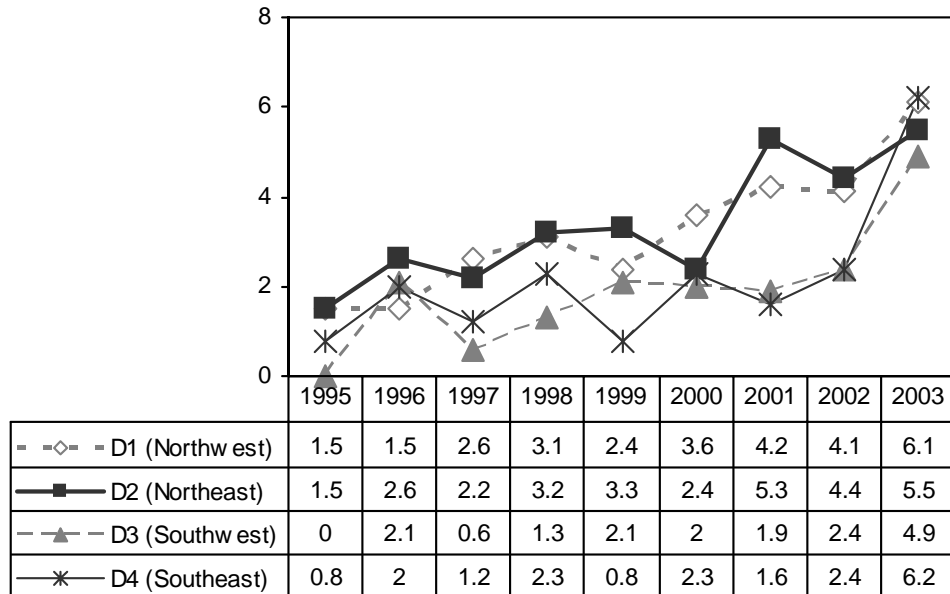 8
6
4
2
0
1995 1996 1997 1998 1999 2000 2001 2002 2003
D1 (Northw est) 1.5 1.5 2.6 3.1 2.4 3.6 4.2 4.1 6.1
D2 (Northeast) 1.5 2.6 2.2 3.2 3.3 2.4 5.3 4.4 5.5
D3 (Southw est) 0 2.1 0.6 1.3 2.1 2 1.9 2.4 4.9
D4 (Southeast) 0.8 2 1.2 2.3 0.8 2.3 1.6 2.4 6.2